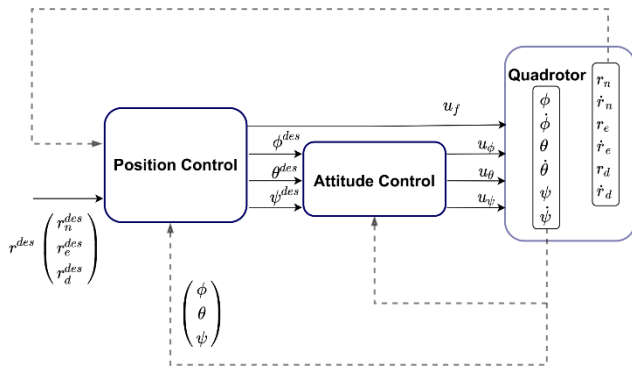 Quadrotor
r_n
ṙ_n
r_e
ṙ_e
r_d
ṙ_d
ϕ
ϕ̇
θ
θ̇
ψ
ψ̇
u_f
Position Control
ϕ^{des}
θ^{des}
ψ^{des}
Attitude Control
u_ϕ
u_θ
u_ψ
r^{des} ( r_n^{des}
r_e^{des}
r_d^{des} )
( ϕ
θ
ψ )